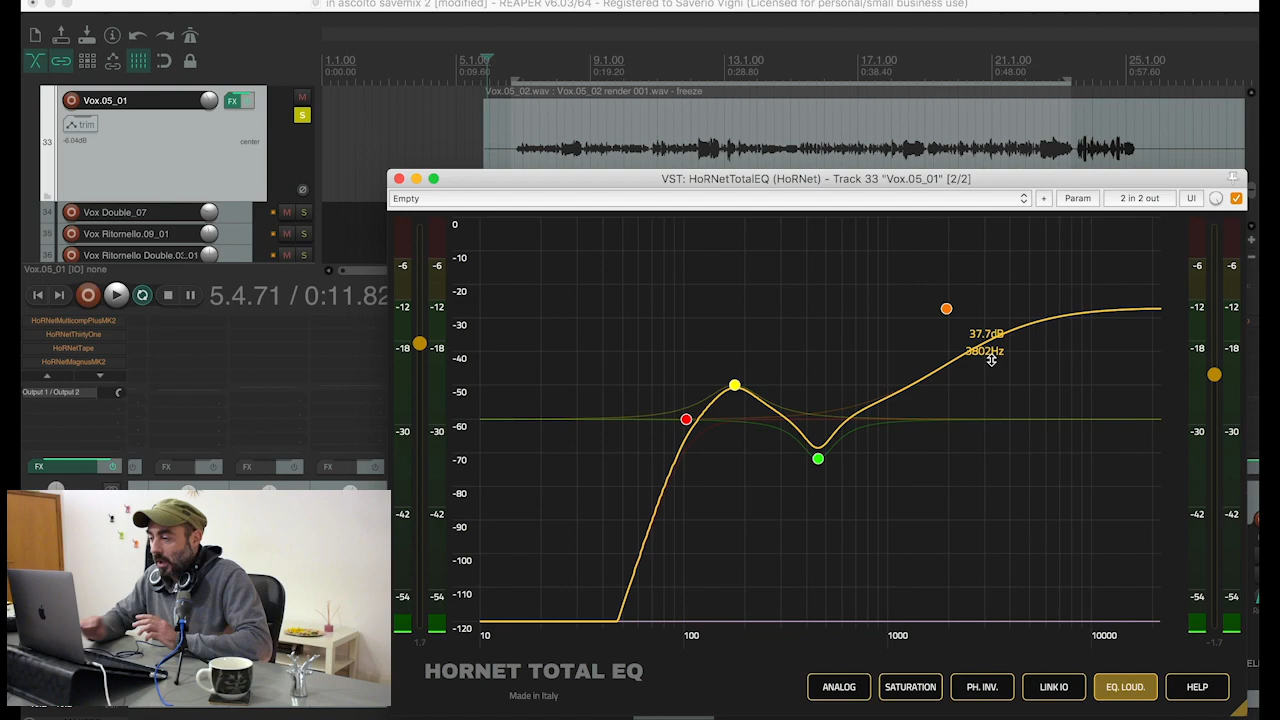 in ascolto savemix 2 [modified] - REAPER v6.03/64 - Registered to Saverio Vigni (Licensed for personal/small business use)
1.1.00 5.1.00 9.1.00 13.1.00 17.1.00 21.1.00 25.1.00
0:00.00 0:09.60 0:19.20 0:28.80 0:38.40 0:48.00 0:57.60
Vox.05_02.wav : Vox.05_02 render 001.wav - freeze
Vox.05_01 FX M
S
trim
-6.04dB center
33
34 Vox Double_07 M S
35 Vox Ritornello.09_01 M S
36 Vox Ritornello Double.03_01 M S
Vox.05_01 [IO] none
5.4.71 / 0:11.82
HoRNetMulticompPlusMK2
HoRNetThirtyOne
HoRNetTape
HoRNetMagnusMK2
Output 1 / Output 2
FX FX FX FX
VST: HoRNetTotalEQ (HoRNet) - Track 33 "Vox.05_01" [2/2]
Empty + Param 2 in 2 out UI
-6 -6
-12 -12
-18 -18
-30 -30
-42 -42
-54 -54
-1.7
0
-10
-20
-30
-40
-50
-60
-70
-80
-90
-100
-110
-120
37.7dB
3802Hz
10 100 1000 10000
-6 -6
-12 -12
-18 -18
-30 -30
-42 -42
-54 -54
-1.7
HORNET TOTAL EQ
Made in Italy
ANALOG SATURATION PH. INV. LINK IO EQ. LOUD. HELP